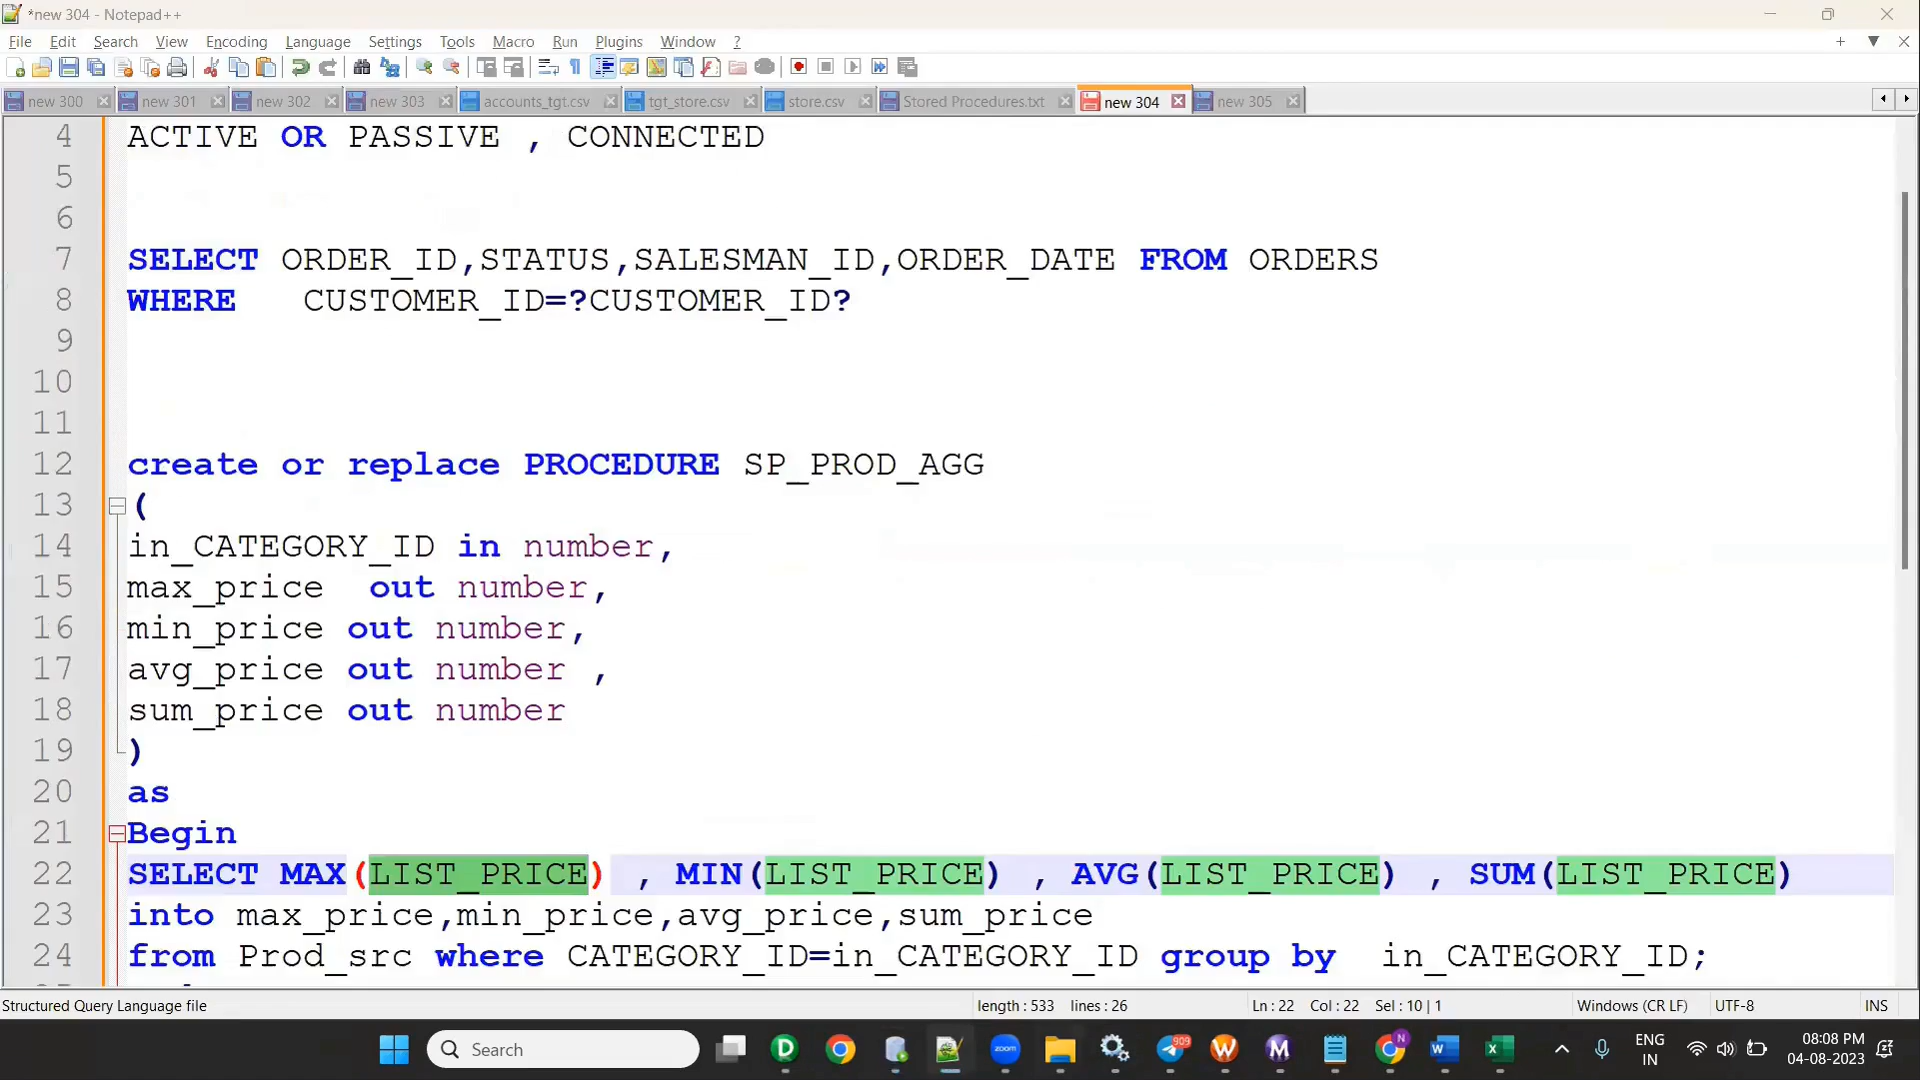 *new 304 - Notepad++
File Edit Search View Encoding Language Settings Tools Macro Run Plugins Window ?
new 300 new 301 new 302 new 303 accounts_tgt.csv tgt_store.csv store.csv Stored Procedures.txt new 304 new 305
4 ACTIVE OR PASSIVE , CONNECTED
5
6
7 SELECT ORDER_ID,STATUS,SALESMAN_ID,ORDER_DATE FROM ORDERS
8 WHERE CUSTOMER_ID=?CUSTOMER_ID?
9
10
11
12 create or replace PROCEDURE SP_PROD_AGG
13 (
14 in_CATEGORY_ID in number,
15 max_price out number,
16 min_price out number,
17 avg_price out number ,
18 sum_price out number
19 )
20 as
21 Begin
22 SELECT MAX(LIST_PRICE) , MIN(LIST_PRICE) , AVG(LIST_PRICE) , SUM(LIST_PRICE)
23 into max_price,min_price,avg_price,sum_price
24 from Prod_src where CATEGORY_ID=in_CATEGORY_ID group by in_CATEGORY_ID;
Structured Query Language file length : 533 lines : 26 Ln : 22 Col : 22 Sel : 10 | 1 Windows (CR LF) UTF-8 INS
Search D zoom 909 W M N W X ENG IN 08:08 PM 04-08-2023